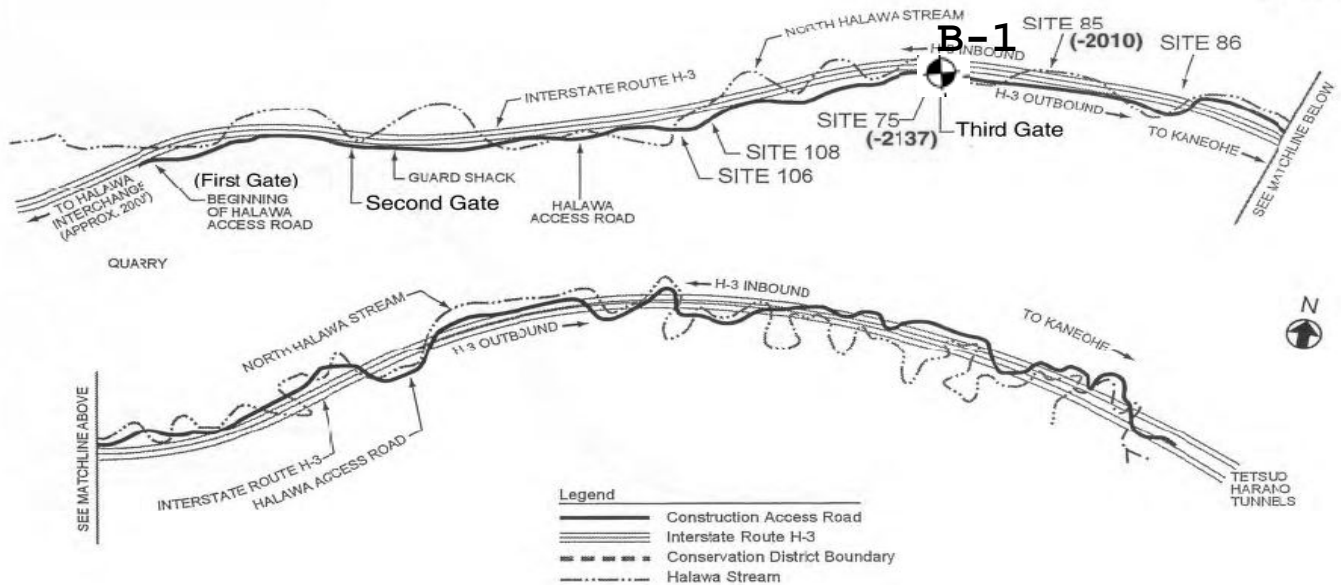 NORTH HALAWA STREAM
B-1
H-3 INBOUND
SITE 85
(-2010)
SITE 86
INTERSTATE ROUTE H-3
H-3 OUTBOUND
SITE 75
(-2137)
Third Gate
TO KANEOHE
SEE MATCHLINE BELOW
SITE 108
SITE 106
(First Gate)
BEGINNING
OF HALAWA
ACCESS ROAD
GUARD SHACK
Second Gate
HALAWA
ACCESS ROAD
TO HALAWA
INTERCHANGE
(APPROX. 2000')
QUARRY
NORTH HALAWA STREAM
H-3 INBOUND
H-3 OUTBOUND
TO KANEOHE
N
SEE MATCHLINE ABOVE
INTERSTATE ROUTE H-3
HALAWA ACCESS ROAD
TETSUO
HARANO
TUNNELS
Legend
Construction Access Road
Interstate Route H-3
Conservation District Boundary
Halawa Stream